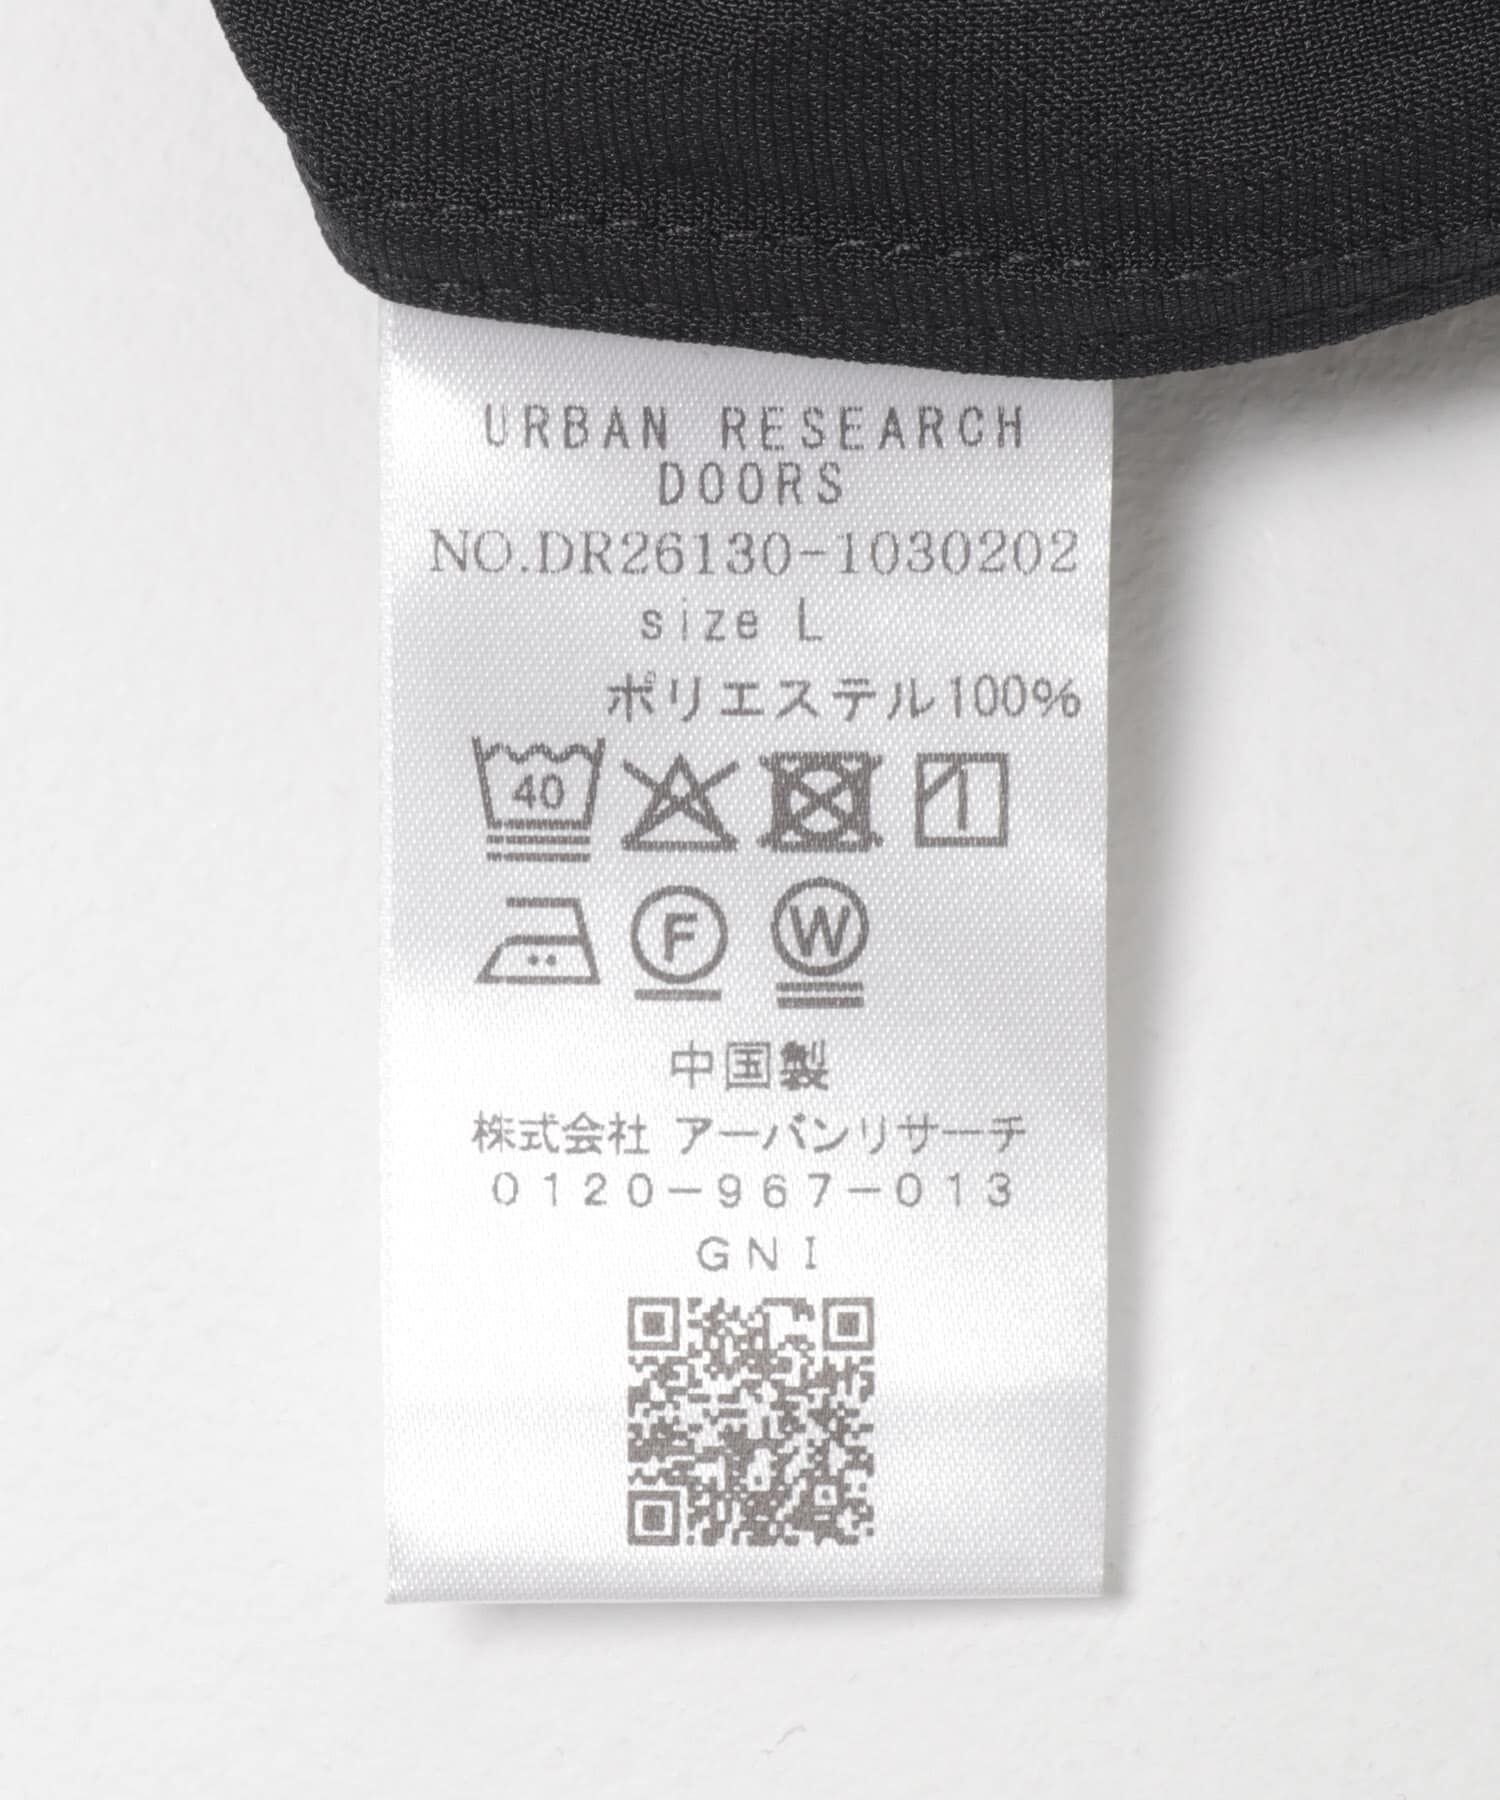 URBAN RESEARCH
DOORS
NO.DR26130-1030202
size L
ポリエステル100%
40
F
W
中国製
株式会社 アーバンリサーチ
0120-967-013
GNI